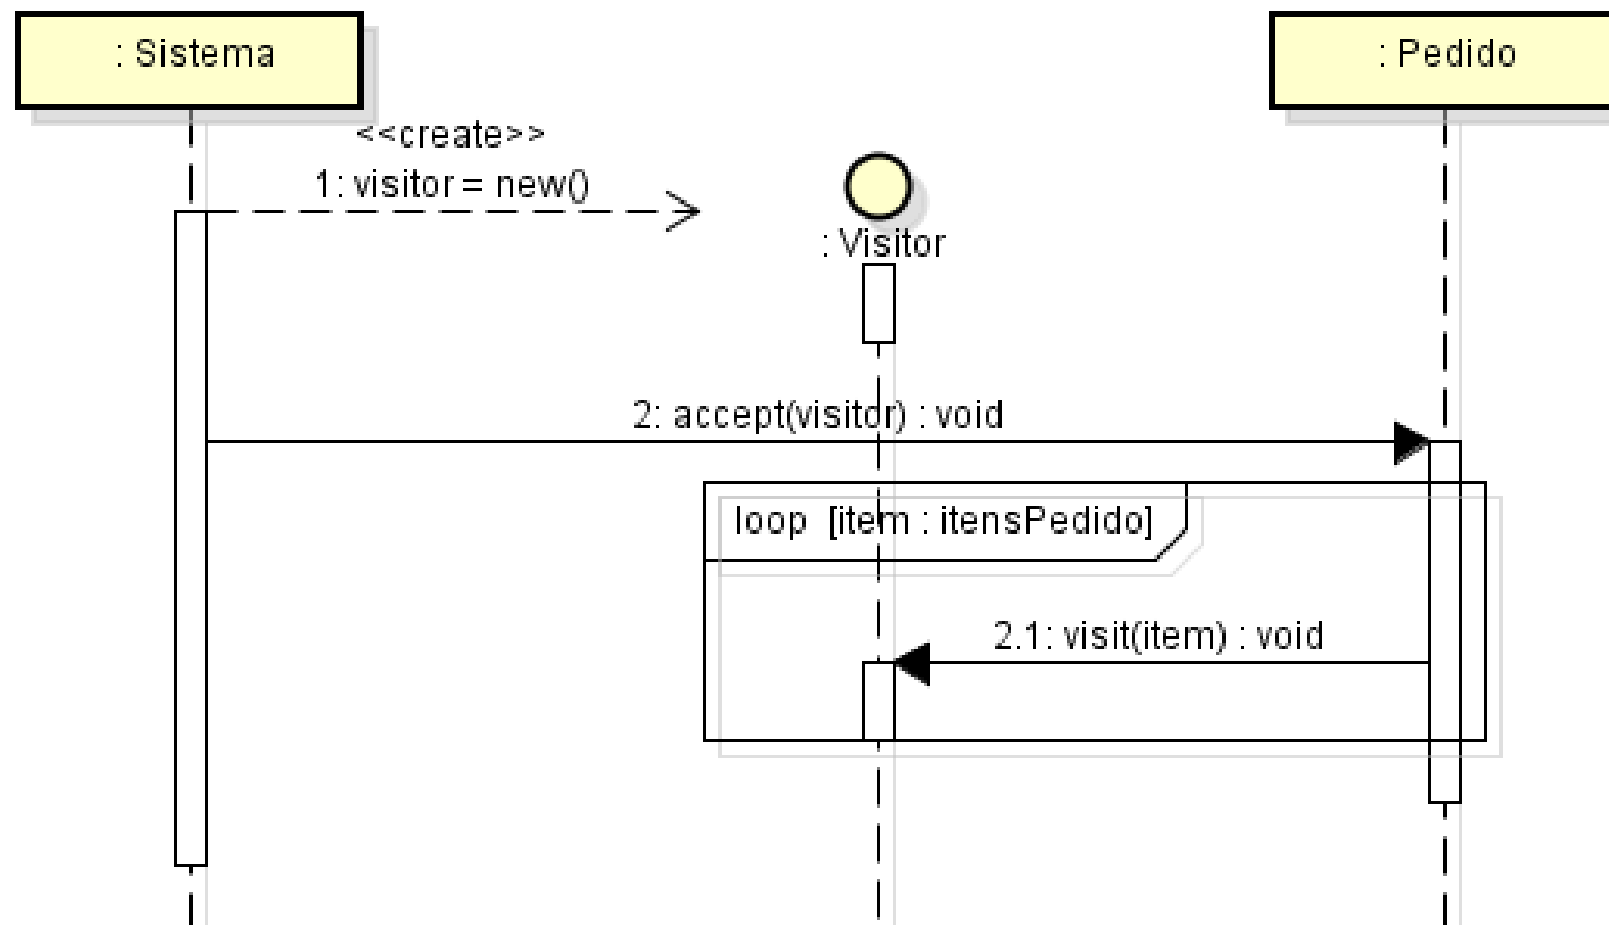 : Sistema
: Pedido
<<create>>
1: visitor = new()
: Visitor
2: accept(visitor) : void
loop [item : itensPedido]
2.1: visit(item) : void